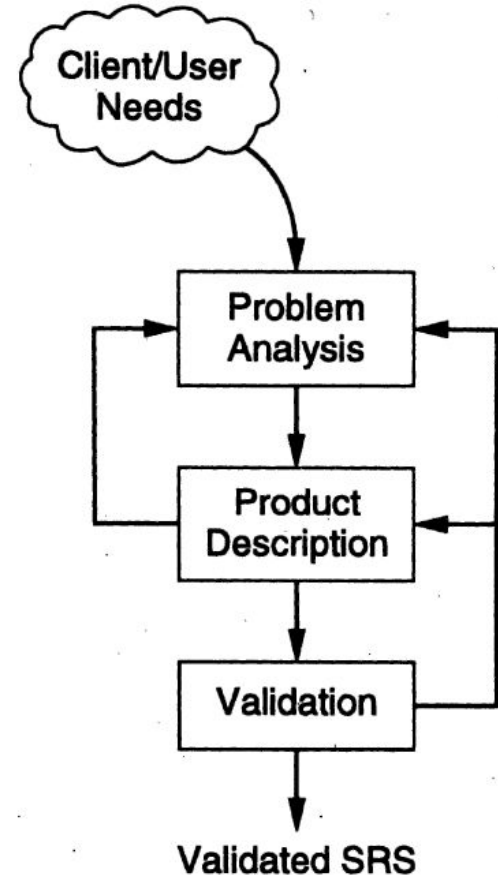 Client/User
Needs
Problem
Analysis
Product
Description
Validation
Validated SRS